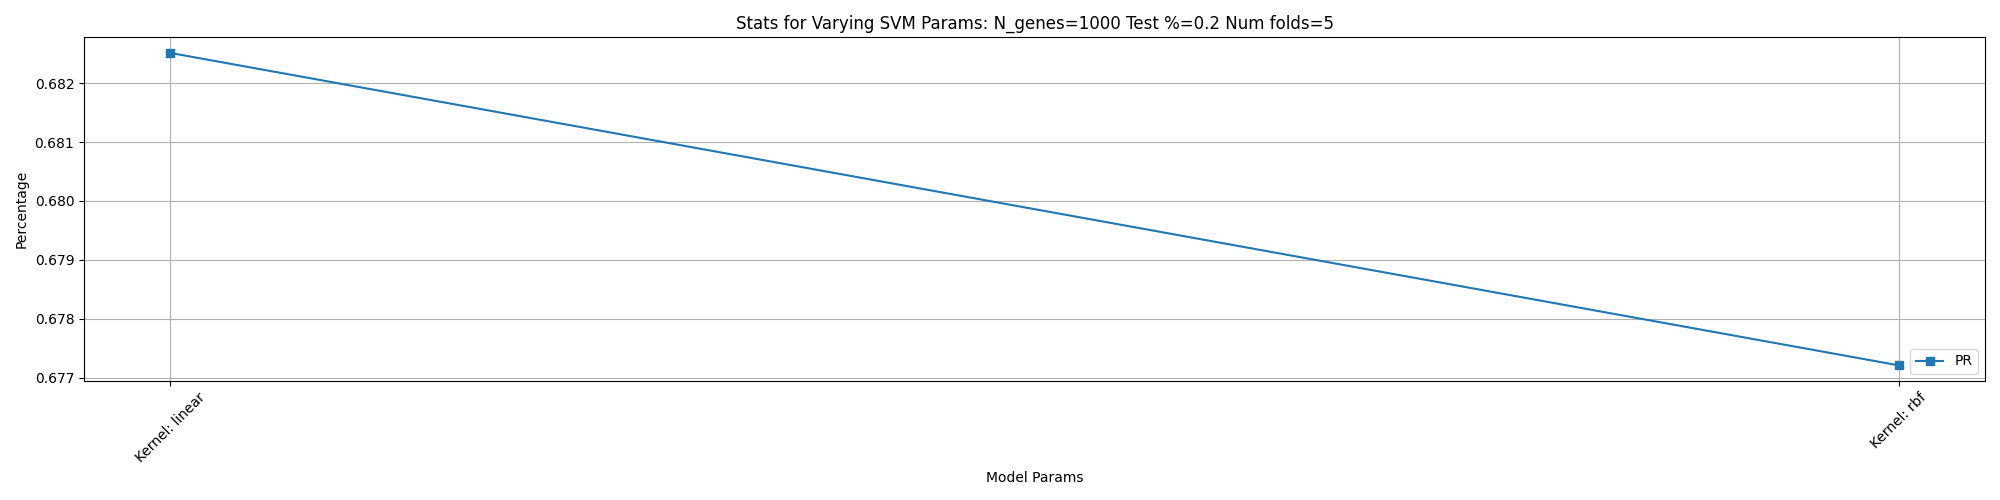 Stats for Varying SVM Params: N_genes=1000 Test %=0.2 Num folds=5
Percentage
0.682
0.681
0.680
0.679
0.678
0.677
PR
Kernel: linear
Kernel: rbf
Model Params